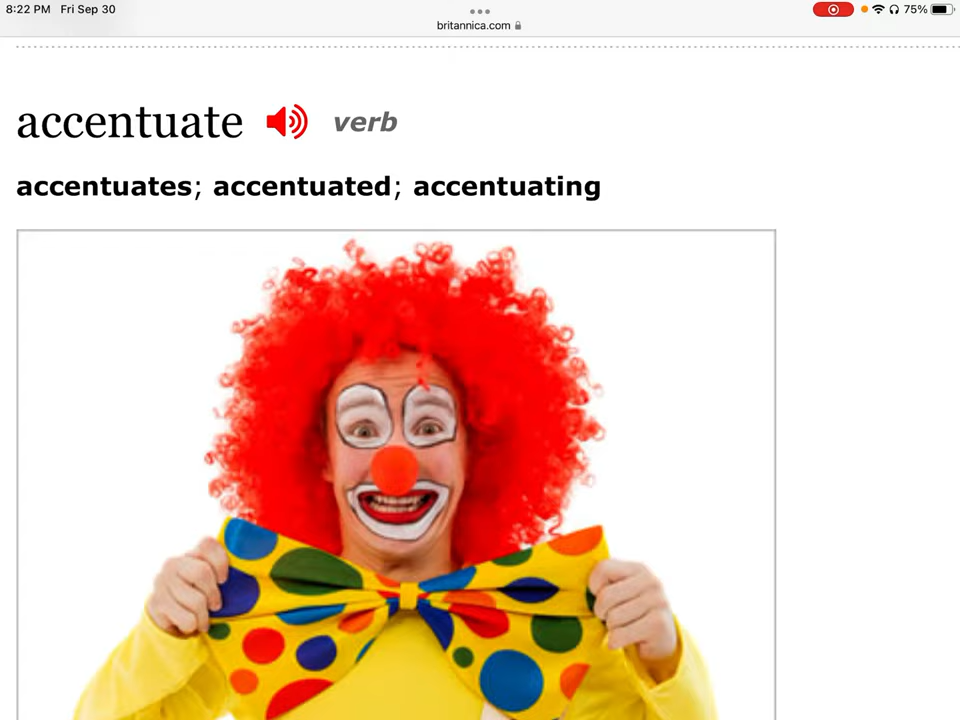 8:22 PM Fri Sep 30 75%
britannica.com
accentuate verb
accentuates; accentuated; accentuating